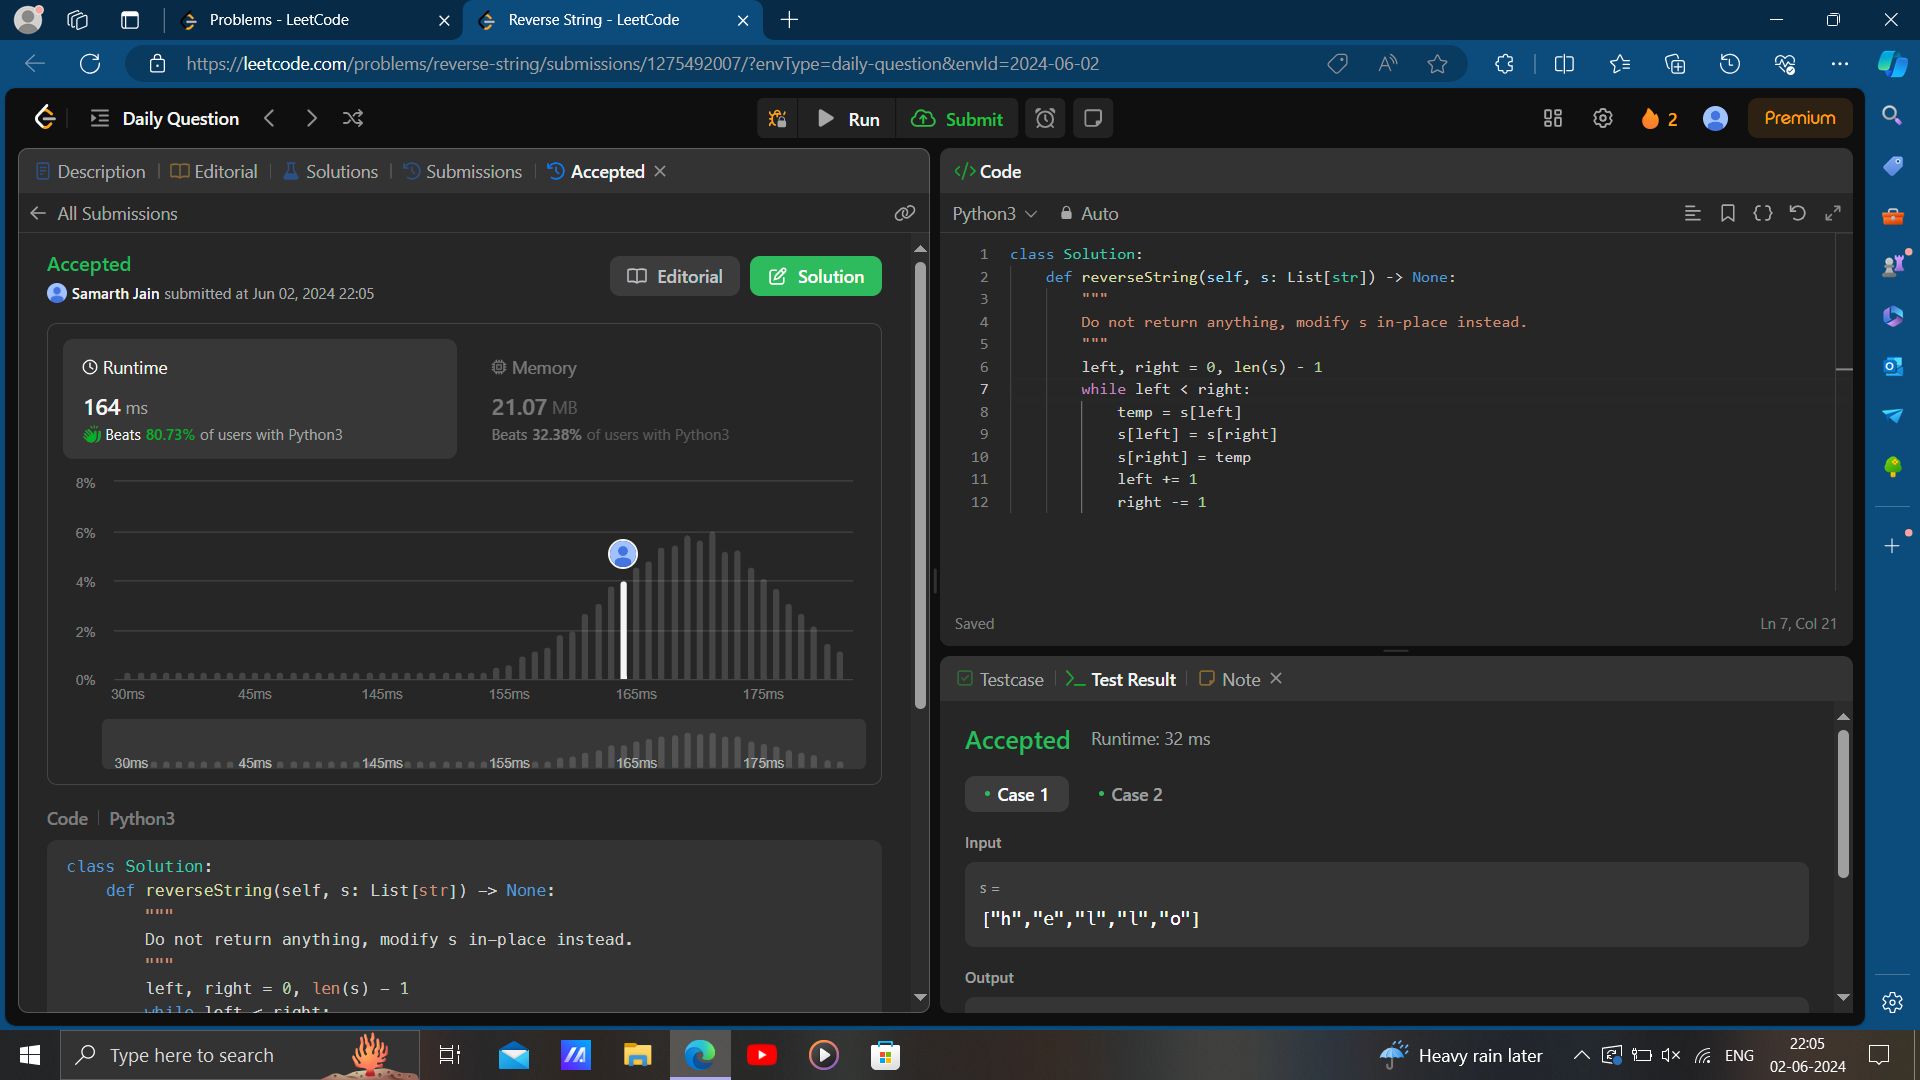 Problems - LeetCode
Reverse String - LeetCode
https://leetcode.com/problems/reverse-string/submissions/1275492007/?envType=daily-question&envId=2024-06-02
Daily Question
Run
Submit
2
Premium
Description
Editorial
Solutions
Submissions
Accepted
All Submissions
Accepted
Samarth Jain submitted at Jun 02, 2024 22:05
Editorial
Solution
Runtime
164 ms
Beats 80.73% of users with Python3
Memory
21.07 MB
Beats 32.38% of users with Python3
8%
6%
4%
2%
0%
30ms 45ms 145ms 155ms 165ms 175ms
30ms 45ms 145ms 155ms 165ms 175ms
Code Python3
class Solution:
def reverseString(self, s: List[str]) -> None:
"""
Do not return anything, modify s in-place instead.
"""
left, right = 0, len(s) - 1
while left < right:
Code
Python3
Auto
1 class Solution:
2 def reverseString(self, s: List[str]) -> None:
3 """
4 Do not return anything, modify s in-place instead.
5 """
6 left, right = 0, len(s) - 1
7 while left < right:
8 temp = s[left]
9 s[left] = s[right]
10 s[right] = temp
11 left += 1
12 right -= 1
Saved
Ln 7, Col 21
Testcase
Test Result
Note
Accepted
Runtime: 32 ms
Case 1
Case 2
Input
s =
["h","e","l","l","o"]
Output
Type here to search
Heavy rain later
ENG
22:05
02-06-2024